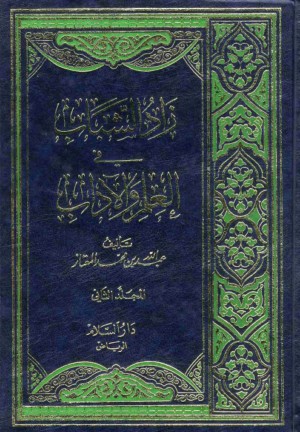 زاد الشباب
في
العلم والآداب
تأليف
المجلد الثاني
دار السلام
الرياض